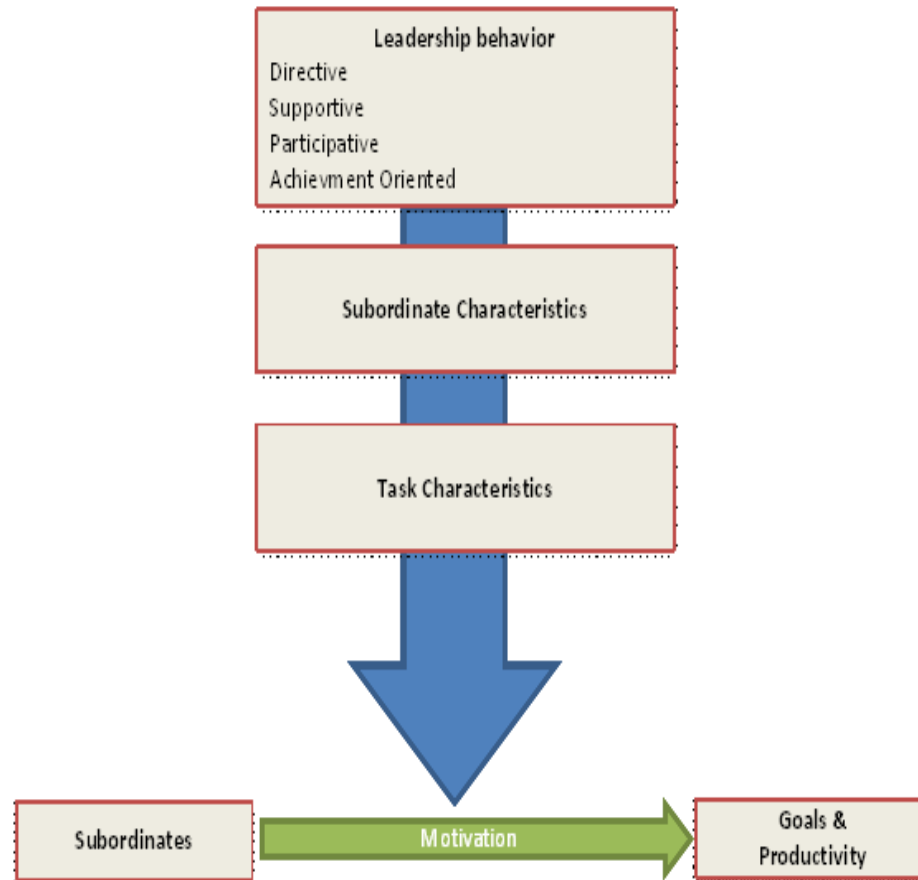 Leadership behavior
Directive
Supportive
Participative
Achievment Oriented
Subordinate Characteristics
Task Characteristics
Subordinates
Motivation
Goals &
Productivity